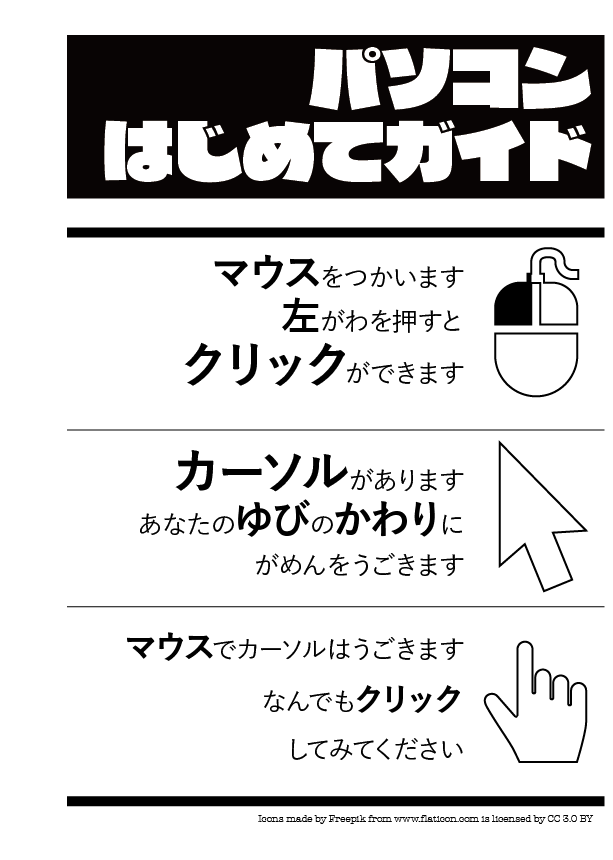 パソコン
はじめてガイド
マウスをつかいます
左がわを押すと
クリックができます
カーソルがあります
あなたのゆびのかわりに
がめんをうごきます
マウスでカーソルはうごきます
なんでもクリック
してみてください
Icons made by Freepik from www.flaticon.com is licensed by CC 3.0 BY